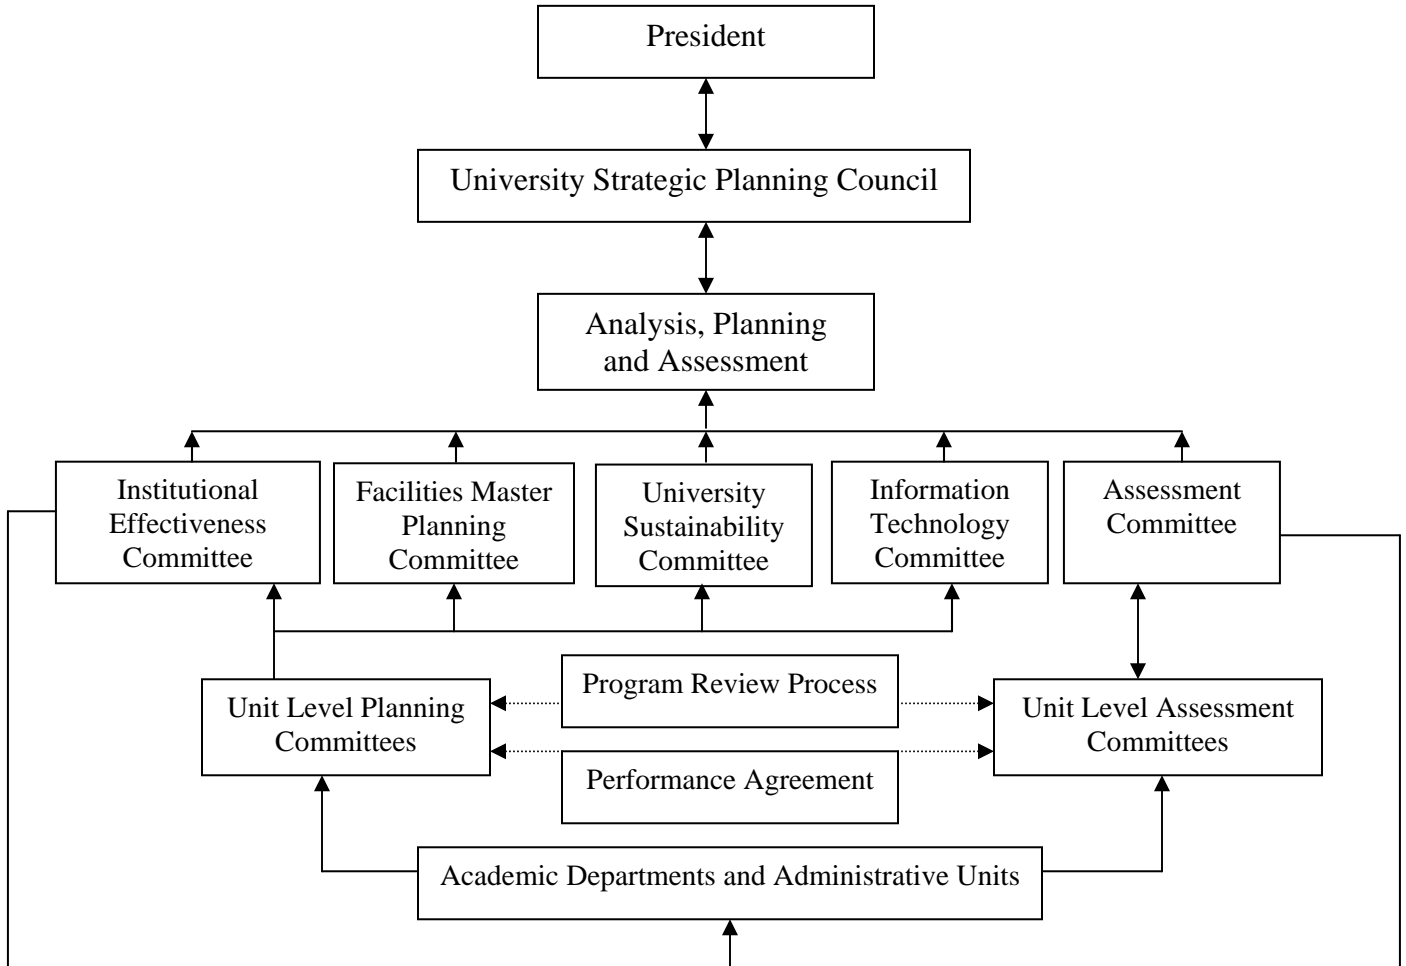 President
University Strategic Planning Council
Analysis, Planning
and Assessment
Institutional
Effectiveness
Committee
Facilities Master
Planning
Committee
University
Sustainability
Committee
Information
Technology
Committee
Assessment
Committee
Unit Level Planning
Committees
Program Review Process
Performance Agreement
Unit Level Assessment
Committees
Academic Departments and Administrative Units